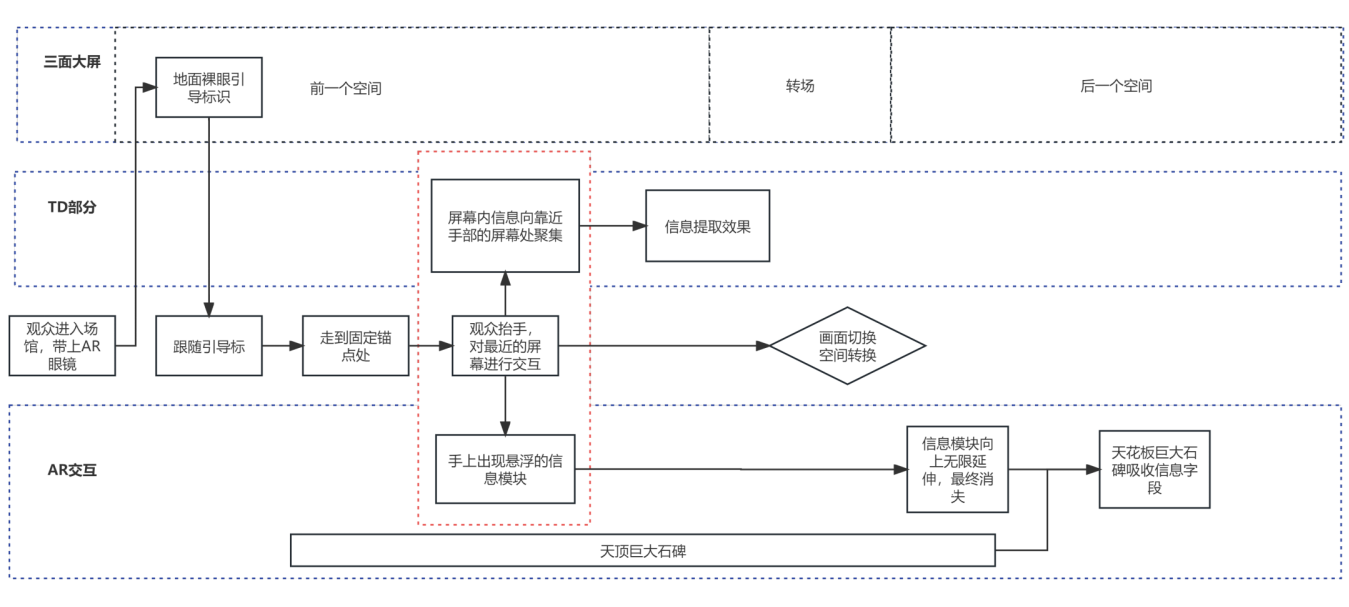 三面大屏
地面裸眼引
导标识
前一个空间
转场
后一个空间
TD部分
屏幕内信息向靠近
手部的屏幕处聚集
信息提取效果
观众进入场
馆，带上AR
眼镜
跟随引导标
走到固定锚
点处
观众抬手，
对最近的屏
幕进行交互
画面切换
空间转换
AR交互
手上出现悬浮的信
息模块
信息模块向
上无限延
伸，最终消
失
天花板巨大石
碑吸收信息字
段
天顶巨大石碑